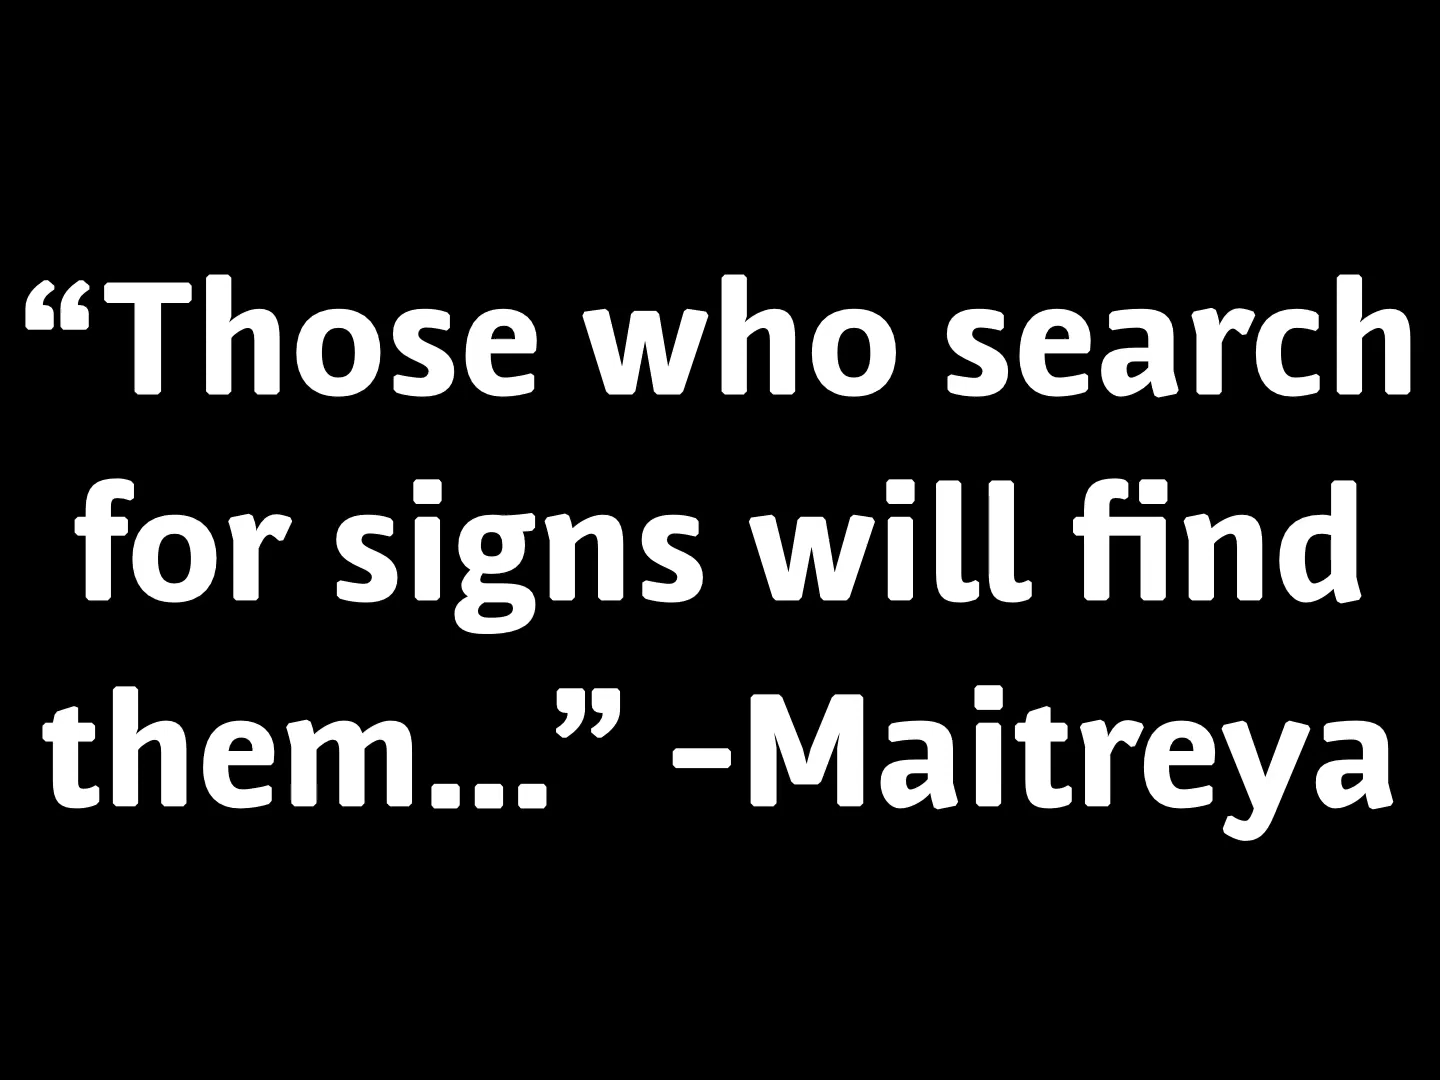 “Those who search
for signs will find
them...” -Maitreya